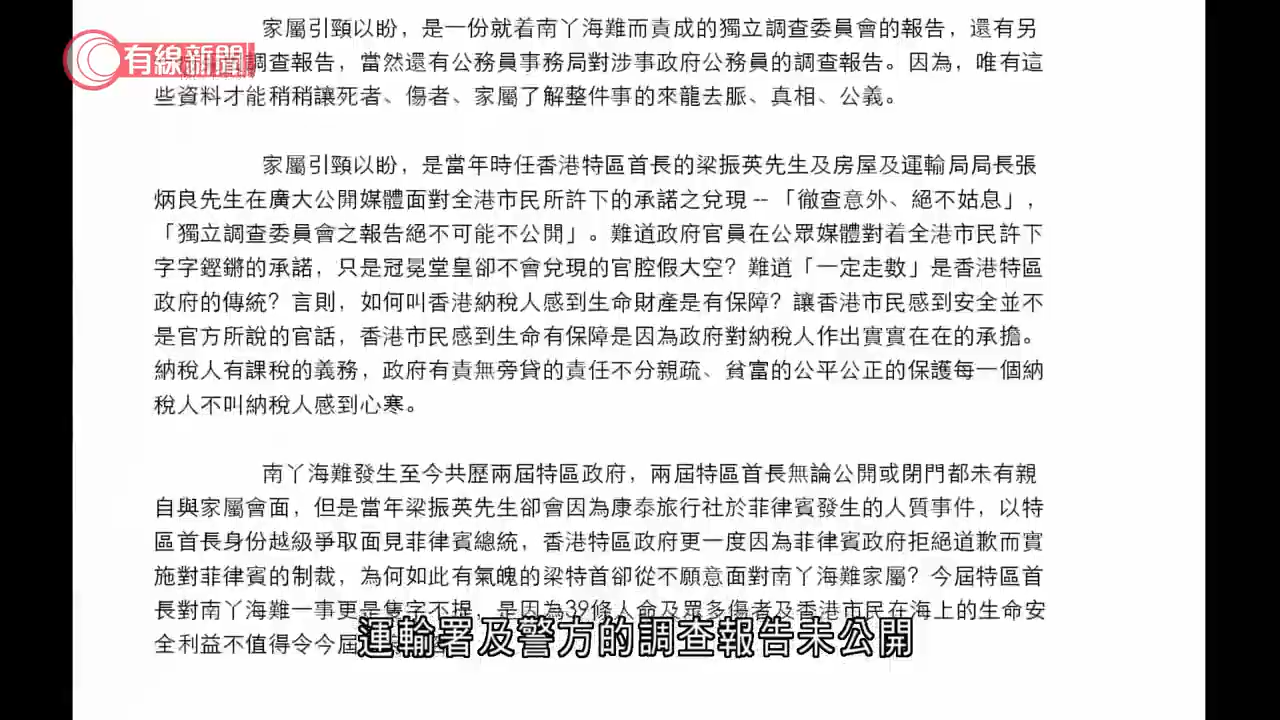 家屬引頸以盼，是一份就着南丫海難而責成的獨立調查委員會的報告，還有另
有線新聞
調查報告，當然還有公務員事務局對涉事政府公務員的調查報告。因為，唯有這
些資料才能稍稍讓死者、傷者、家屬了解整件事的來龍去脈、真相、公義。
家屬引頸以盼，是當年時任香港特區首長的梁振英先生及房屋及運輸局局長張
炳良先生在廣大公開媒體面對全港市民所許下的承諾之兌現 -- 「徹查意外、絕不姑息」，
「獨立調查委員會之報告絕不可能不公開」。難道政府官員在公眾媒體對着全港市民許下
字字鏗鏘的承諾，只是冠冕堂皇卻不會兌現的官腔假大空？難道「一定走數」是香港特區
政府的傳統？言則，如何叫香港納稅人感到生命財產是有保障？讓香港市民感到安全並不
是官方所說的官話，香港市民感到生命有保障是因為政府對納稅人作出實實在在的承擔。
納稅人有課稅的義務，政府有責無旁貸的責任不分親疏、貧富的公平公正的保護每一個納
稅人不叫納稅人感到心寒。
南丫海難發生至今共歷兩屆特區政府，兩屆特區首長無論公開或閉門都未有親
自與家屬會面，但是當年梁振英先生卻會因為康泰旅行社於菲律賓發生的人質事件，以特
區首長身份越級爭取面見菲律賓總統，香港特區政府更一度因為菲律賓政府拒絕道歉而實
施對菲律賓的制裁，為何如此有氣魄的梁特首卻從不願意面對南丫海難家屬？今屆特區首
長對南丫海難一事更是隻字不提，是因為39條人命及眾多傷者及香港市民在海上的生命安
全利益不值得令今屆
運輸署及警方的調查報告未公開